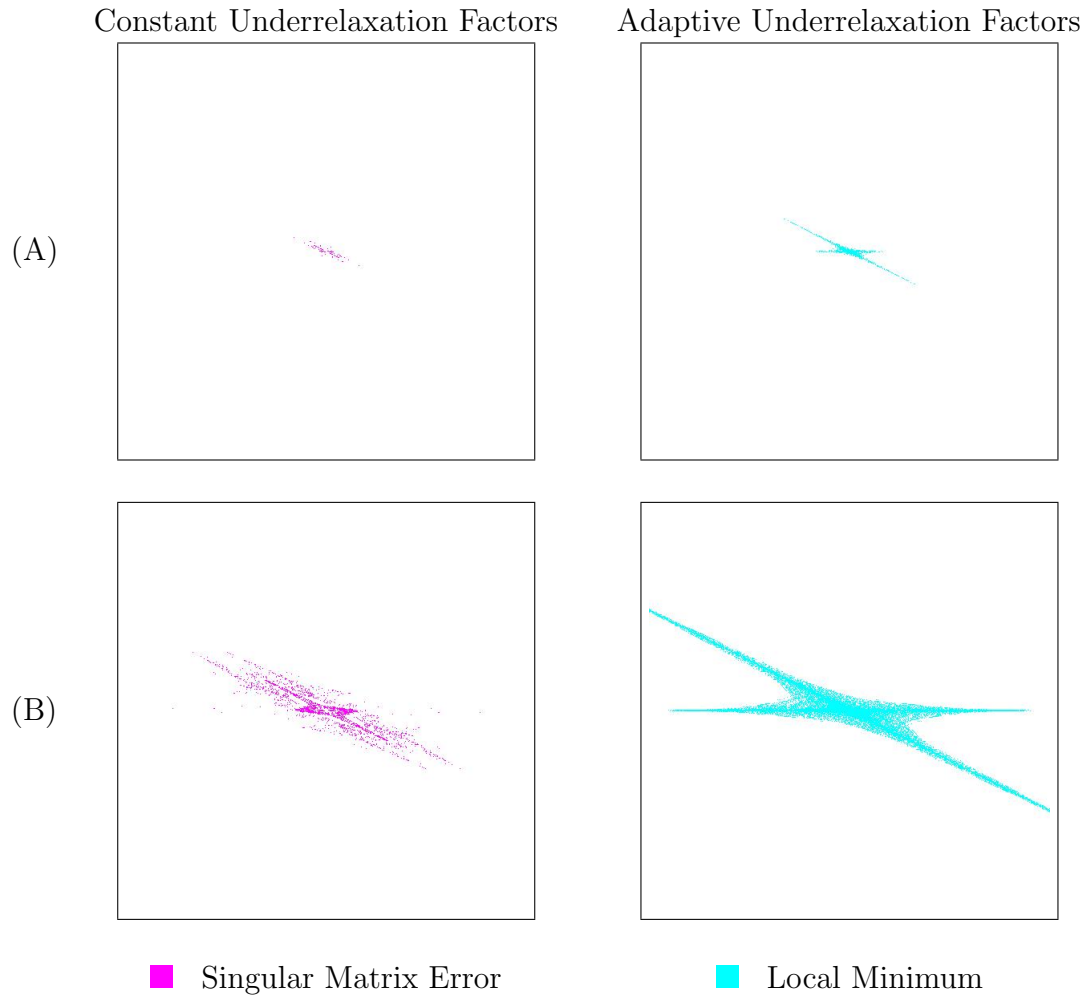 Constant Underrelaxation Factors
Adaptive Underrelaxation Factors
(A)
(B)
Singular Matrix Error
Local Minimum